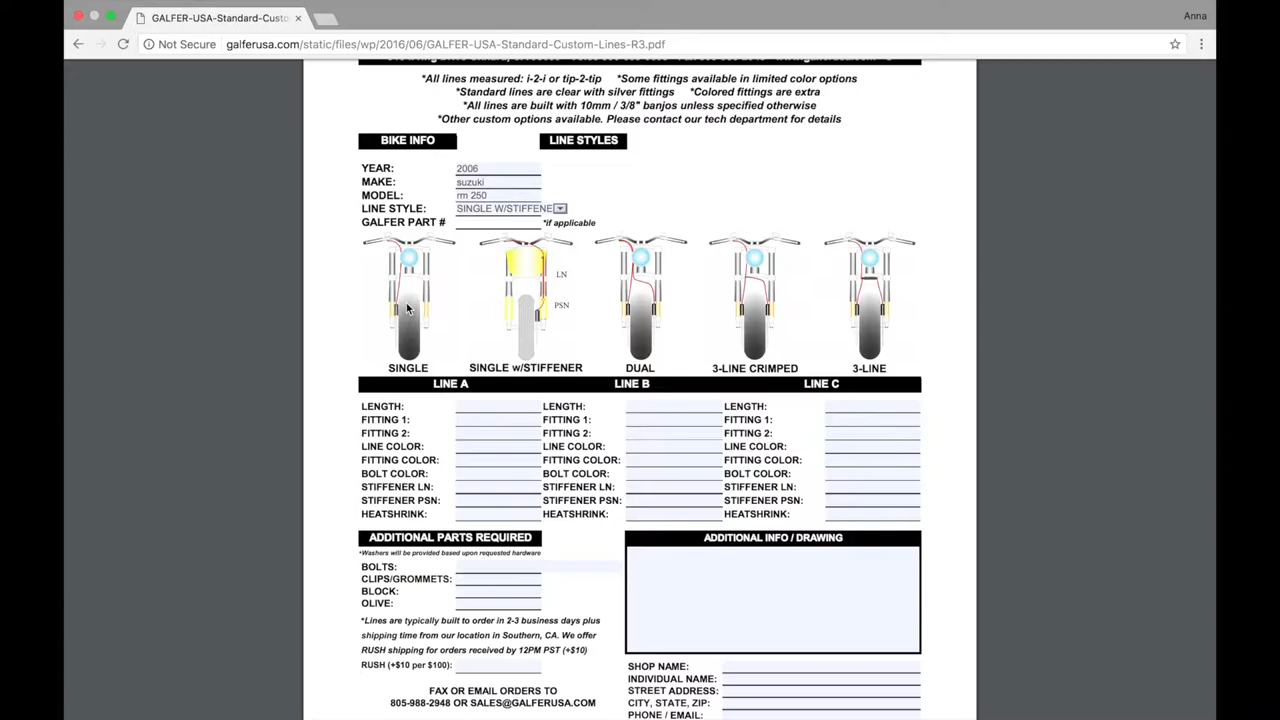 GALFER-USA-Standard-Custo
Anna
Not Secure galferusa.com/static/files/wp/2016/06/GALFER-USA-Standard-Custom-Lines-R3.pdf
*All lines measured: i-2-i or tip-2-tip *Some fittings available in limited color options
*Standard lines are clear with silver fittings *Colored fittings are extra
*All lines are built with 10mm / 3/8" banjos unless specified otherwise
*Other custom options available. Please contact our tech department for details
BIKE INFO LINE STYLES
YEAR: 2006
MAKE: suzuki
MODEL: rm 250
LINE STYLE: SINGLE W/STIFFENE
GALFER PART # *if applicable
LN
PSN
SINGLE SINGLE w/STIFFENER DUAL 3-LINE CRIMPED 3-LINE
LINE A LINE B LINE C
LENGTH: LENGTH: LENGTH:
FITTING 1: FITTING 1: FITTING 1:
FITTING 2: FITTING 2: FITTING 2:
LINE COLOR: LINE COLOR: LINE COLOR:
FITTING COLOR: FITTING COLOR: FITTING COLOR:
BOLT COLOR: BOLT COLOR: BOLT COLOR:
STIFFENER LN: STIFFENER LN: STIFFENER LN:
STIFFENER PSN: STIFFENER PSN: STIFFENER PSN:
HEATSHRINK: HEATSHRINK: HEATSHRINK:
ADDITIONAL PARTS REQUIRED ADDITIONAL INFO / DRAWING
*Washers will be provided based upon requested hardware
BOLTS:
CLIPS/GROMMETS:
BLOCK:
OLIVE:
*Lines are typically built to order in 2-3 business days plus
shipping time from our location in Southern, CA. We offer
RUSH shipping for orders received by 12PM PST (+$10)
RUSH (+$10 per $100):
FAX OR EMAIL ORDERS TO
805-988-2948 OR SALES@GALFERUSA.COM
SHOP NAME:
INDIVIDUAL NAME:
STREET ADDRESS:
CITY, STATE, ZIP:
PHONE / EMAIL: